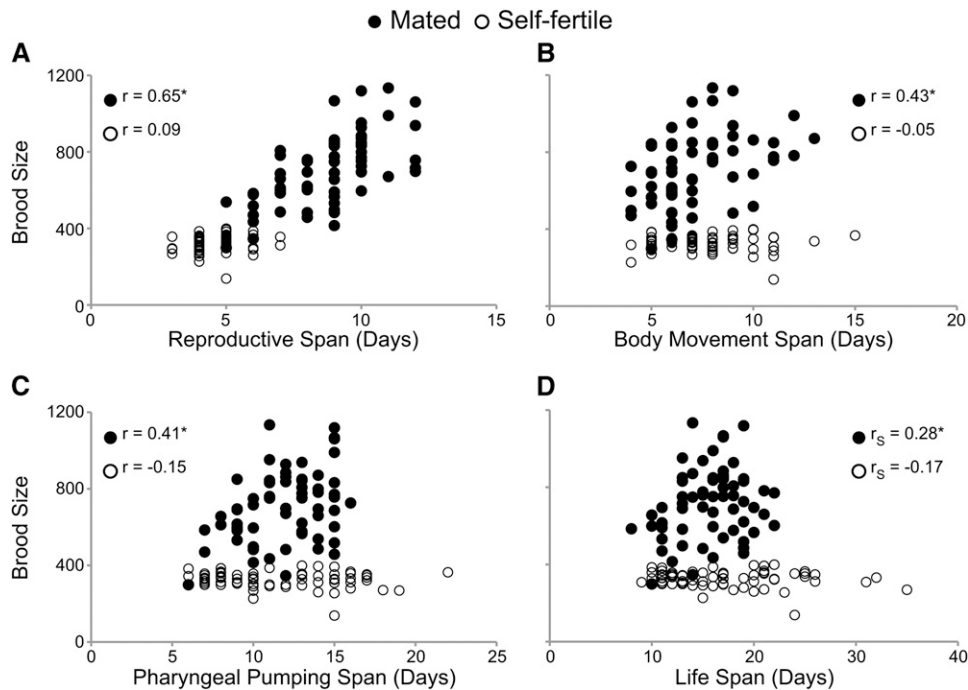 Mated Self-fertile
A
B
1200
800
400
0
Brood Size
r = 0.65*
r = 0.09
0 5 10 15
Reproductive Span (Days)
r = 0.43*
r = -0.05
0 5 10 15 20
Body Movement Span (Days)
C
D
1200
800
400
0
Brood Size
r = 0.41*
r = -0.15
0 5 10 15 20 25
Pharyngeal Pumping Span (Days)
rS = 0.28*
rS = -0.17
0 10 20 30 40
Life Span (Days)